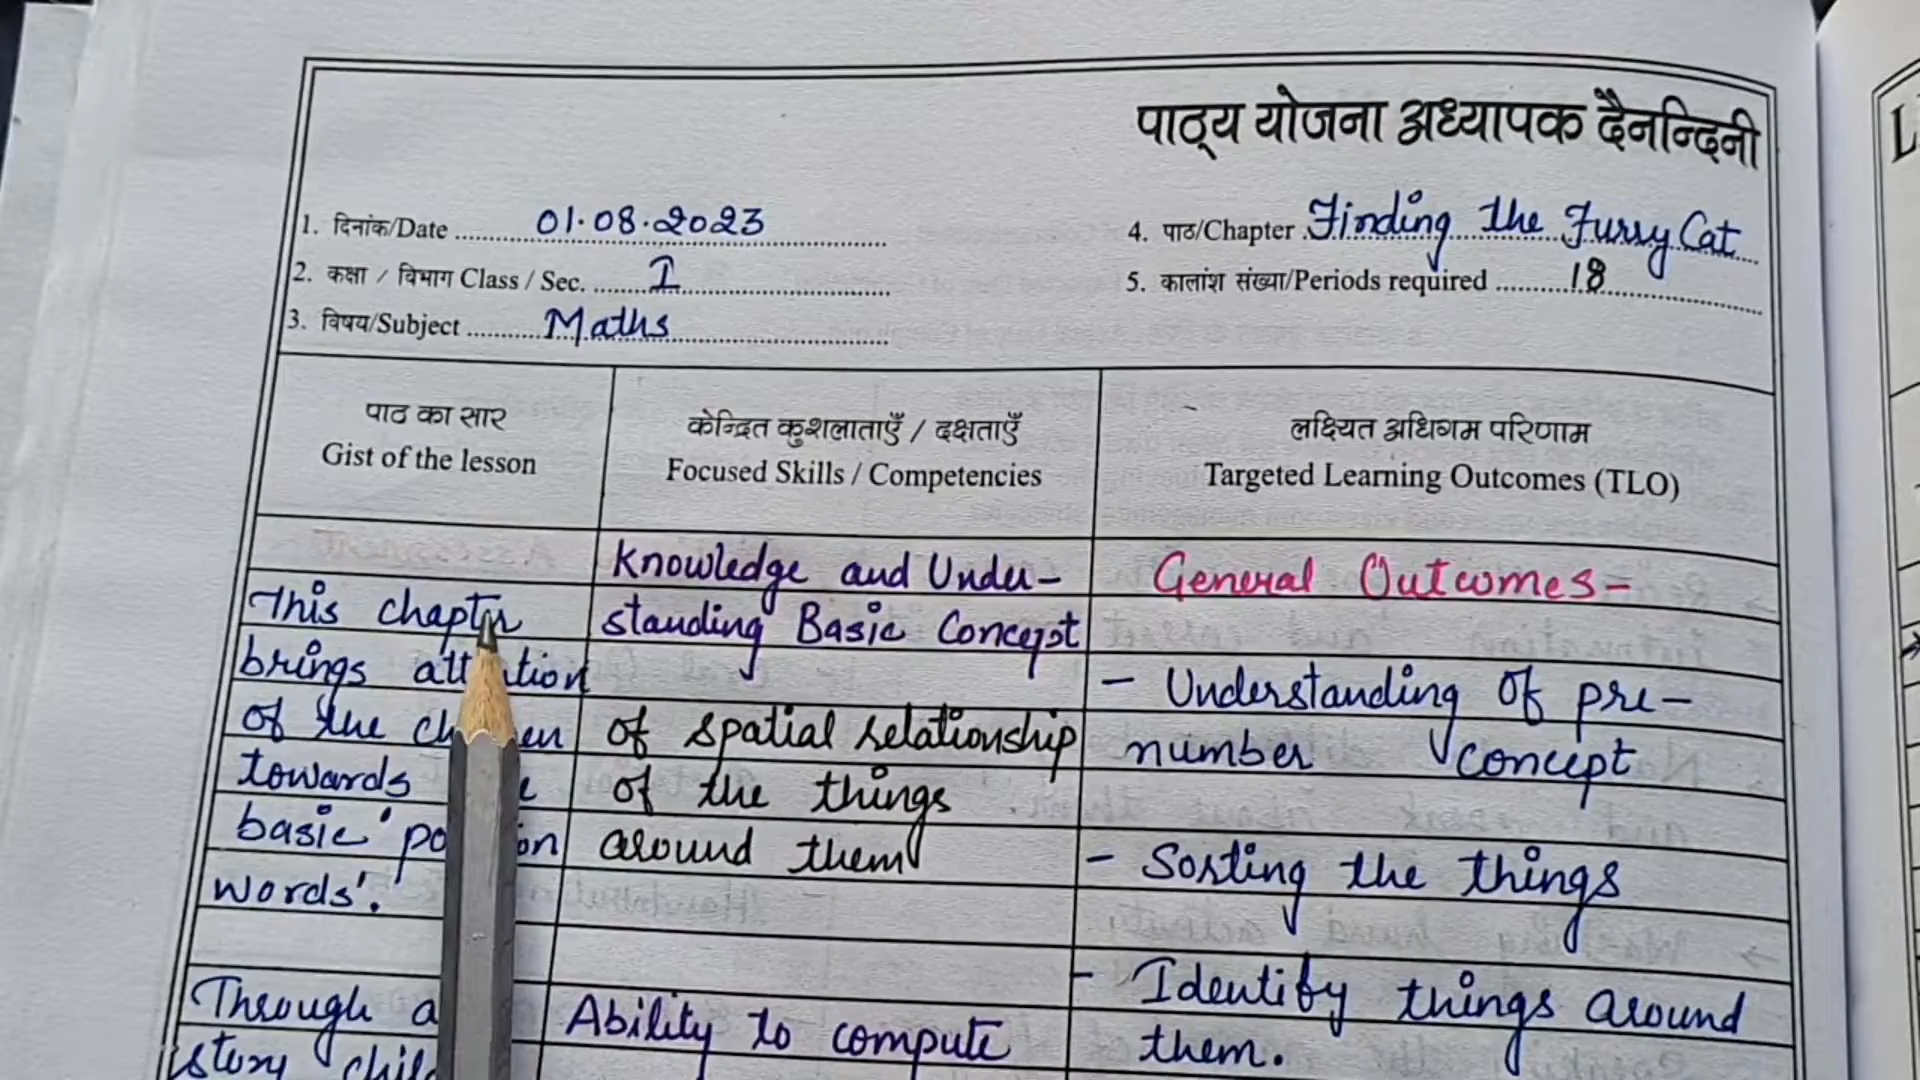 पाठ्य योजना अध्यापक दैनन्दिनी
1. दिनांक/Date 01.08.2023
2. कक्षा / विभाग Class / Sec. I
3. विषय/Subject Maths
4. पाठ/Chapter Finding the Furry Cat
5. कालांश संख्या/Periods required 18
पाठ का सार
Gist of the lesson
This chapter
brings attention
of the
towards
basic
words'.
Through a
story
केन्द्रित कुशलाताएँ / दक्षताएँ
Focused Skills / Competencies
Knowledge and Under-
standing Basic Concept
of spatial relationship
of the things
around them
Ability to compute
लक्ष्यित अधिगम परिणाम
Targeted Learning Outcomes (TLO)
General Outcomes-
- Understanding of pre-
number concept
- Sorting the things
- Identify things around
them.
L